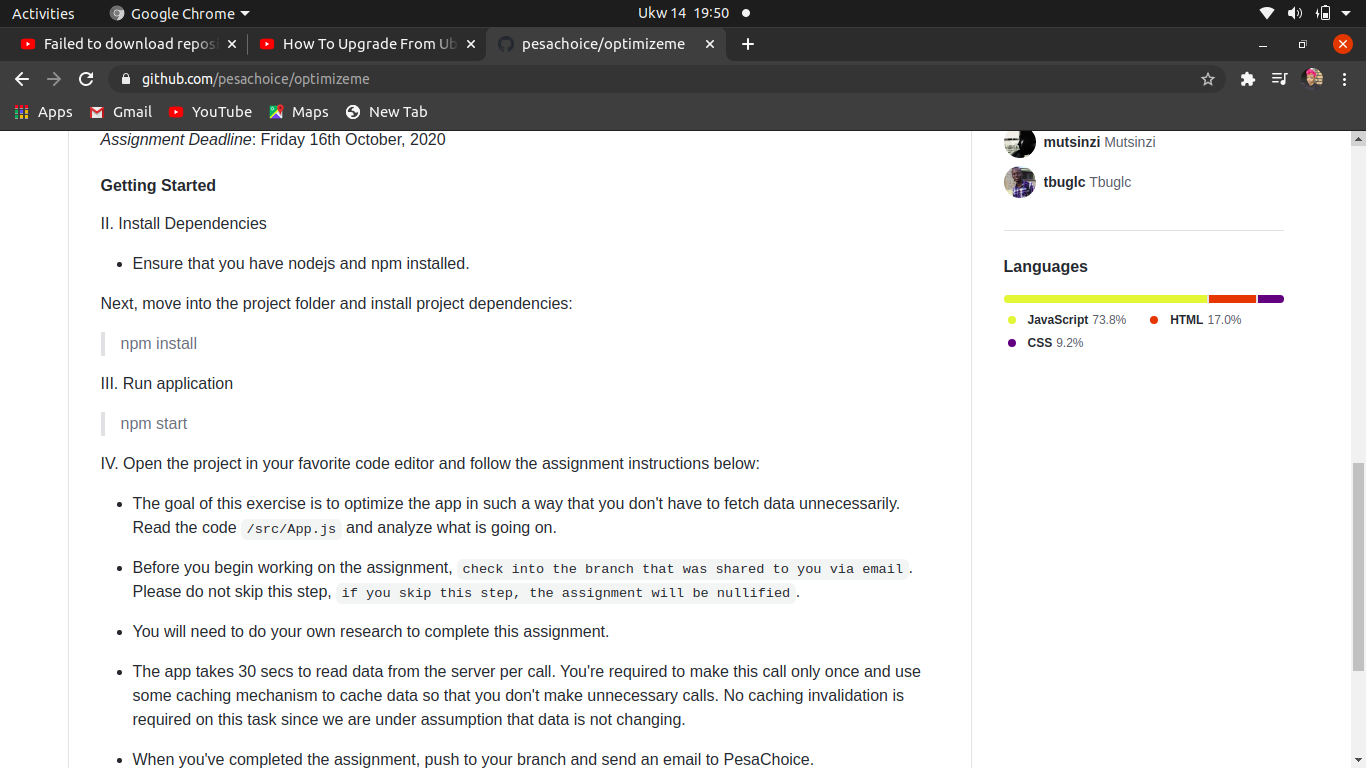 Activities
Google Chrome
Ukw 14 19:50
Failed to download repos
How To Upgrade From Ub
pesachoice/optimizeme
github.com/pesachoice/optimizeme
Apps
Gmail
YouTube
Maps
New Tab
Assignment Deadline: Friday 16th October, 2020
Getting Started
II. Install Dependencies
• Ensure that you have nodejs and npm installed.
Next, move into the project folder and install project dependencies:
npm install
III. Run application
npm start
IV. Open the project in your favorite code editor and follow the assignment instructions below:
• The goal of this exercise is to optimize the app in such a way that you don't have to fetch data unnecessarily.
Read the code /src/App.js and analyze what is going on.
• Before you begin working on the assignment, check into the branch that was shared to you via email.
Please do not skip this step, if you skip this step, the assignment will be nullified.
• You will need to do your own research to complete this assignment.
• The app takes 30 secs to read data from the server per call. You're required to make this call only once and use
some caching mechanism to cache data so that you don't make unnecessary calls. No caching invalidation is
required on this task since we are under assumption that data is not changing.
• When you've completed the assignment, push to your branch and send an email to PesaChoice.
mutsinzi Mutsinzi
tbuglc Tbuglc
Languages
JavaScript 73.8%
HTML 17.0%
CSS 9.2%